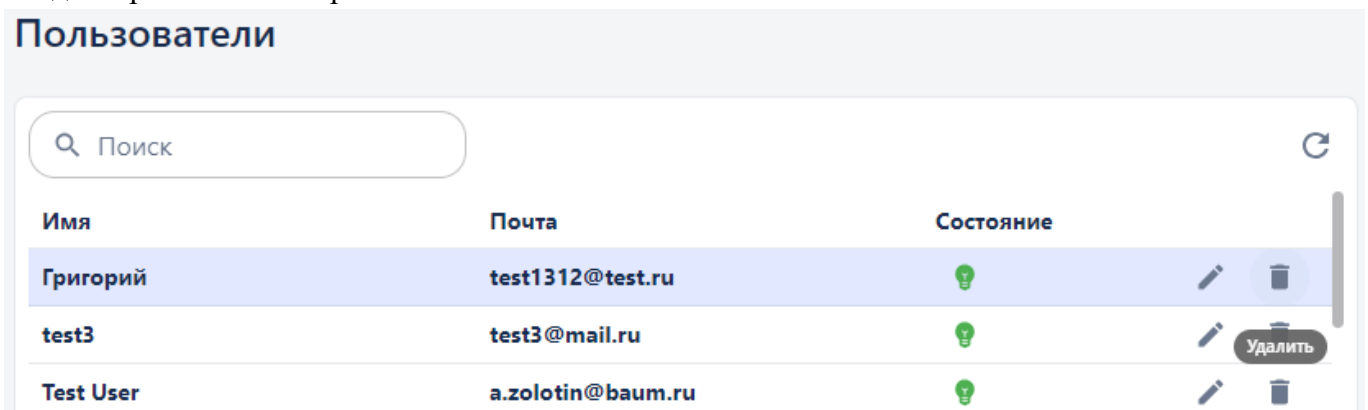 Пользователи
Поиск
Имя Почта Состояние
Григорий test1312@test.ru
test3 test3@mail.ru
Удалить
Test User a.zolotin@baum.ru